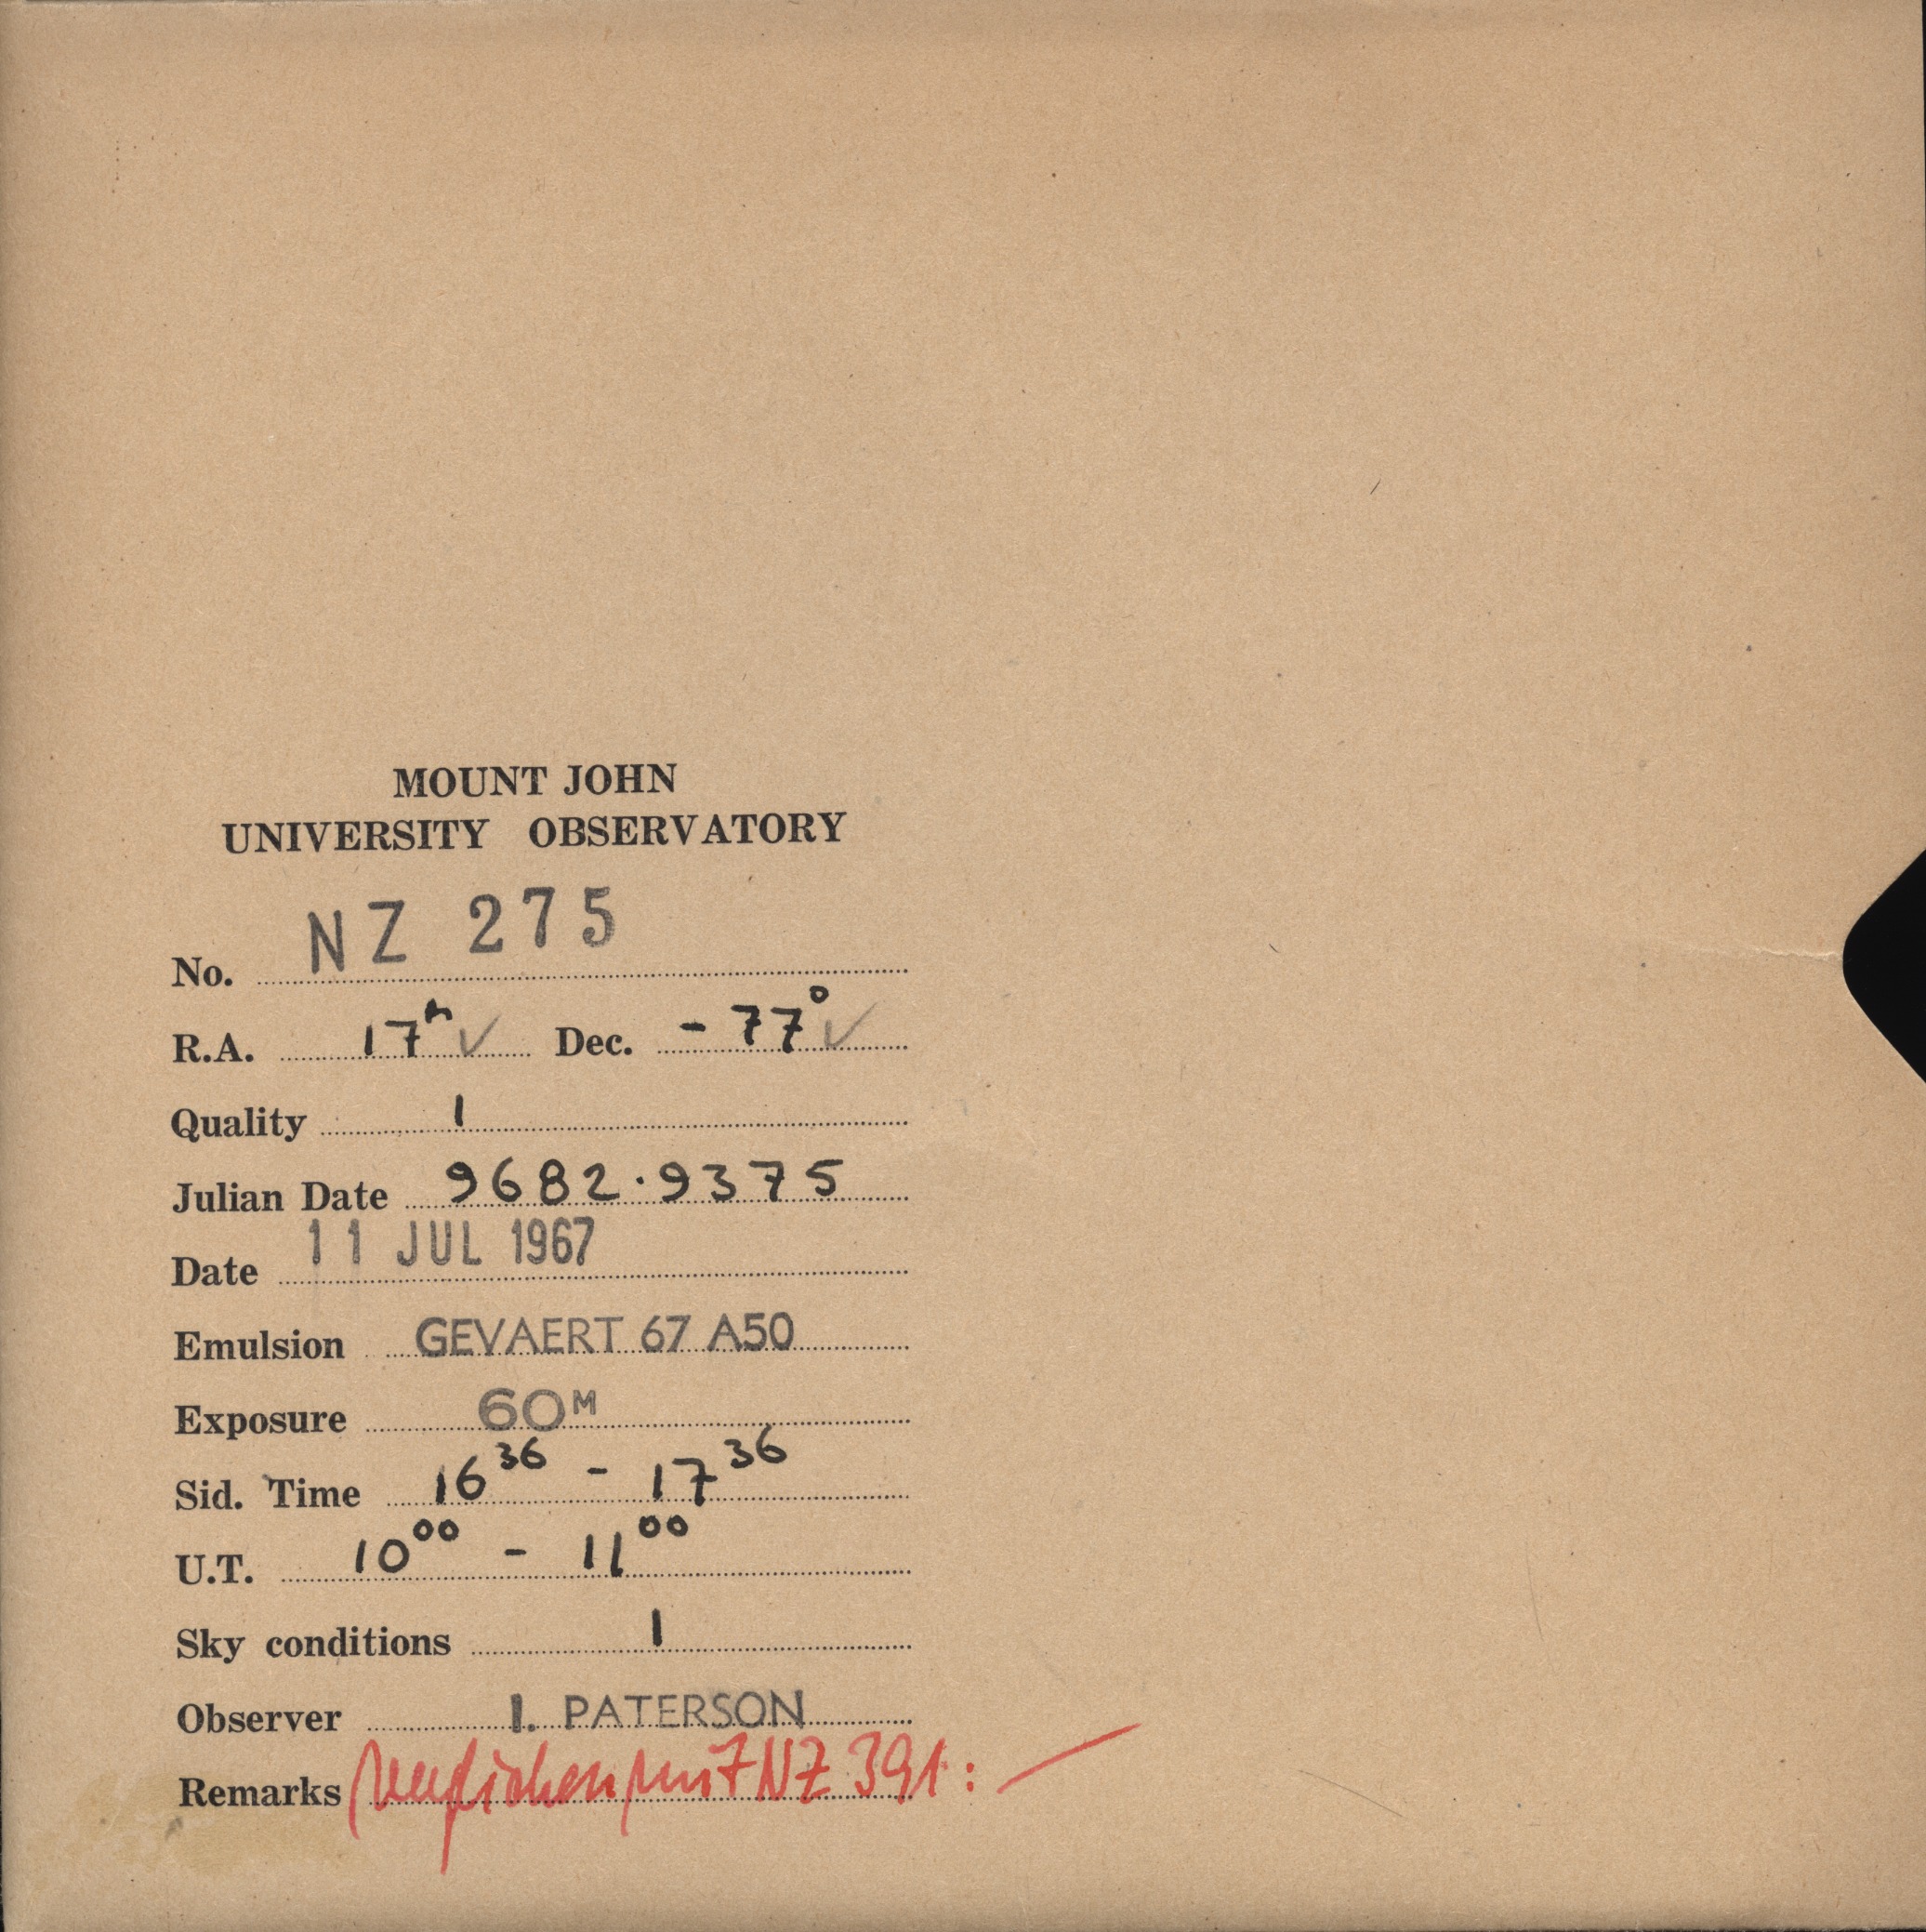 MOUNT JOHN
UNIVERSITY OBSERVATORY
No. NZ 275
R.A. 17h ✓ Dec. - 77° ✓
Quality 1
Julian Date 9682.9375
Date 11 JUL 1967
Emulsion GEVAERT 67 A50
Exposure 60M
Sid. Time 16 36 - 17 36
U.T. 10 00 - 11 00
Sky conditions 1
Observer I. PATERSON
Remarks verglichen mit NZ 391: —